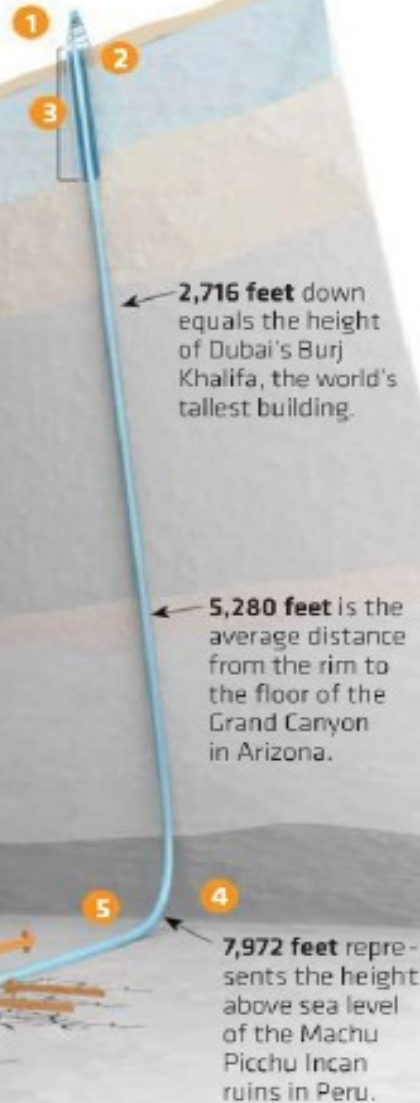 1
2
3
2,716 feet down
equals the height
of Dubai's Burj
Khalifa, the world's
tallest building.
5,280 feet is the
average distance
from the rim to
the floor of the
Grand Canyon
in Arizona.
5
4
7,972 feet repre-
sents the height
above sea level
of the Machu
Picchu Incan
ruins in Peru.